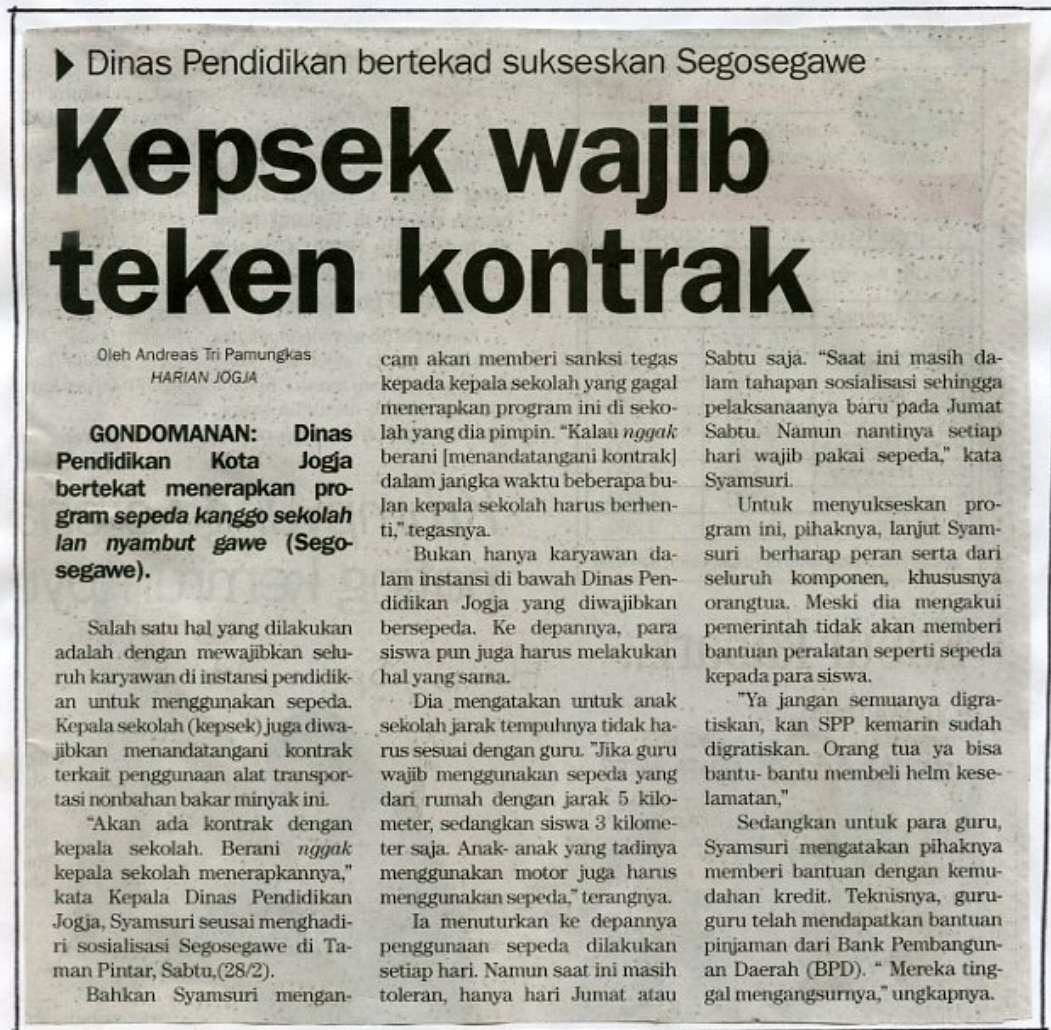 ▶ Dinas Pendidikan bertekad sukseskan Segosegawe
Kepsek wajib
teken kontrak
Oleh Andreas Tri Pamungkas
HARIAN JOGJA
GONDOMANAN: Dinas
Pendidikan Kota Jogja
bertekat menerapkan pro-
gram sepeda kanggo sekolah
lan nyambut gawe (Sego-
segawe).
Salah satu hal yang dilakukan
adalah dengan mewajibkan selu-
ruh karyawan di instansi pendidik-
an untuk menggunakan sepeda.
Kepala sekolah (kepsek) juga diwa-
jibkan menandatangani kontrak
terkait penggunaan alat transpor-
tasi nonbahan bakar minyak ini.
"Akan ada kontrak dengan
kepala sekolah. Berani nggak
kepala sekolah menerapkannya,"
kata Kepala Dinas Pendidikan
Jogja, Syamsuri seusai menghadi-
ri sosialisasi Segosegawe di Ta-
man Pintar, Sabtu,(28/2).
Bahkan Syamsuri mengan-
cam akan memberi sanksi tegas
kepada kepala sekolah yang gagal
menerapkan program ini di seko-
lah yang dia pimpin. "Kalau nggak
berani [menandatangani kontrak]
dalam jangka waktu beberapa bu-
lan kepala sekolah harus berhen-
ti," tegasnya.
Bukan hanya karyawan da-
lam instansi di bawah Dinas Pen-
didikan Jogja yang diwajibkan
bersepeda. Ke depannya, para
siswa pun juga harus melakukan
hal yang sama.
Dia mengatakan untuk anak
sekolah jarak tempuhnya tidak ha-
rus sesuai dengan guru. "Jika guru
wajib menggunakan sepeda yang
dari rumah dengan jarak 5 kilo-
meter, sedangkan siswa 3 kilome-
ter saja. Anak- anak yang tadinya
menggunakan motor juga harus
menggunakan sepeda," terangnya.
Ia menuturkan ke depannya
penggunaan sepeda dilakukan
setiap hari. Namun saat ini masih
toleran, hanya hari Jumat atau
Sabtu saja. "Saat ini masih da-
lam tahapan sosialisasi sehingga
pelaksanaanya baru pada Jumat
Sabtu. Namun nantinya setiap
hari wajib pakai sepeda," kata
Syamsuri.
Untuk menyukseskan pro-
gram ini, pihaknya, lanjut Syam-
suri berharap peran serta dari
seluruh komponen, khususnya
orangtua. Meski dia mengakui
pemerintah tidak akan memberi
bantuan peralatan seperti sepeda
kepada para siswa.
"Ya jangan semuanya digra-
tiskan, kan SPP kemarin sudah
digratiskan. Orang tua ya bisa
bantu- bantu membeli helm kese-
lamatan,"
Sedangkan untuk para guru,
Syamsuri mengatakan pihaknya
memberi bantuan dengan kemu-
dahan kredit. Teknisnya, guru-
guru telah mendapatkan bantuan
pinjaman dari Bank Pembangun-
an Daerah (BPD). " Mereka ting-
gal mengangsurnya," ungkapnya.